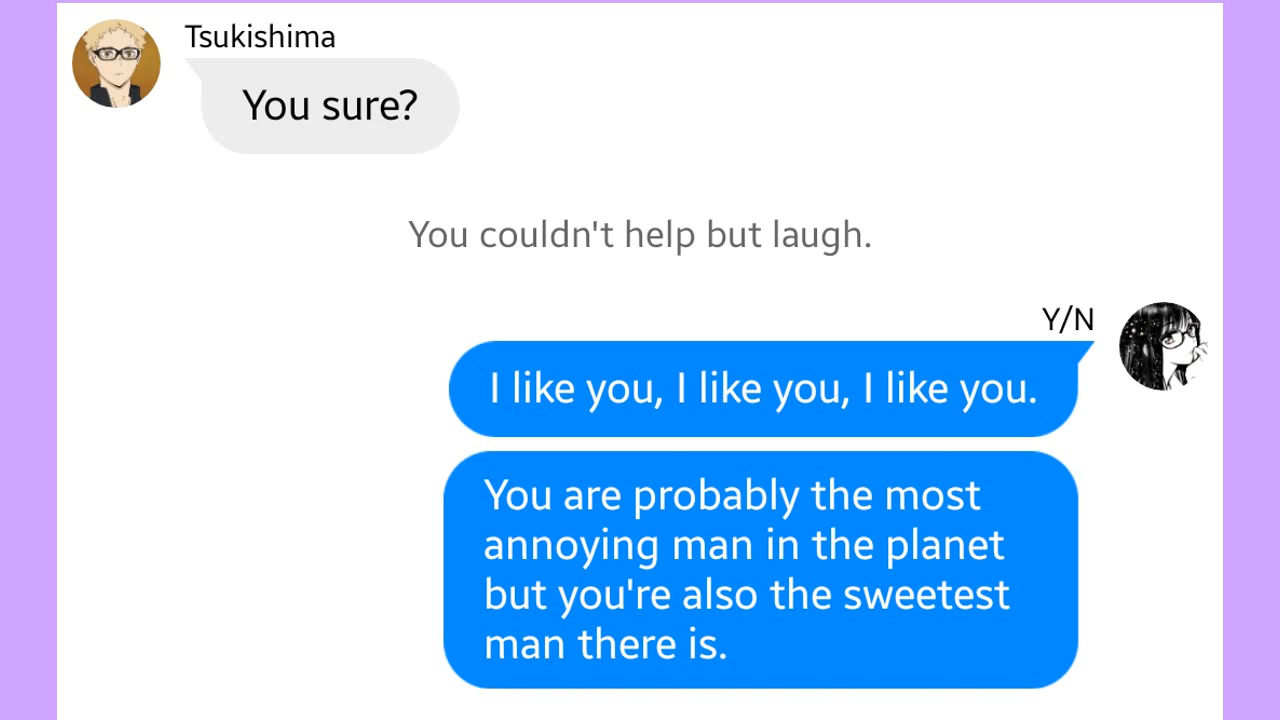 Tsukishima
You sure?
You couldn't help but laugh.
Y/N
I like you, I like you, I like you.
You are probably the most
annoying man in the planet
but you're also the sweetest
man there is.